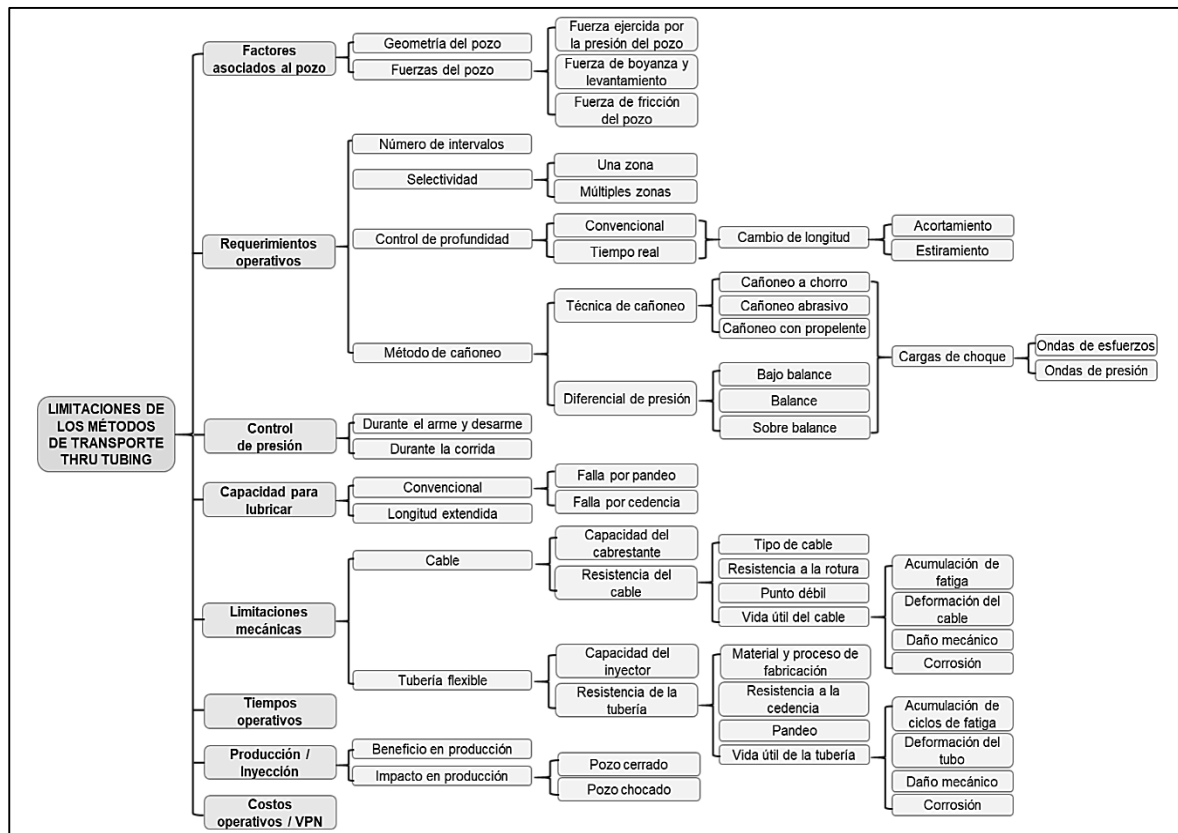 LIMITACIONES DE
LOS MÉTODOS
DE TRANSPORTE
THRU TUBING
Factores
asociados al pozo
Geometría del pozo
Fuerzas del pozo
Fuerza ejercida por
la presión del pozo
Fuerza de boyanza y
levantamiento
Fuerza de fricción
del pozo
Requerimientos
operativos
Número de intervalos
Selectividad
Una zona
Múltiples zonas
Control de profundidad
Convencional
Tiempo real
Cambio de longitud
Acortamiento
Estiramiento
Método de cañoneo
Técnica de cañoneo
Cañoneo a chorro
Cañoneo abrasivo
Cañoneo con propelente
Diferencial de presión
Bajo balance
Balance
Sobre balance
Cargas de choque
Ondas de esfuerzos
Ondas de presión
Control
de presión
Durante el arme y desarme
Durante la corrida
Capacidad para
lubricar
Convencional
Longitud extendida
Falla por pandeo
Falla por cedencia
Limitaciones
mecánicas
Cable
Capacidad del
cabrestante
Resistencia del
cable
Tipo de cable
Resistencia a la rotura
Punto débil
Vida útil del cable
Acumulación de
fatiga
Deformación del
cable
Daño mecánico
Corrosión
Tubería flexible
Capacidad del
inyector
Resistencia de la
tubería
Material y proceso de
fabricación
Resistencia a la
cedencia
Pandeo
Vida útil de la tubería
Acumulación de
ciclos de fatiga
Deformación del
tubo
Daño mecánico
Corrosión
Tiempos
operativos
Producción /
Inyección
Beneficio en producción
Impacto en producción
Pozo cerrado
Pozo chocado
Costos
operativos / VPN